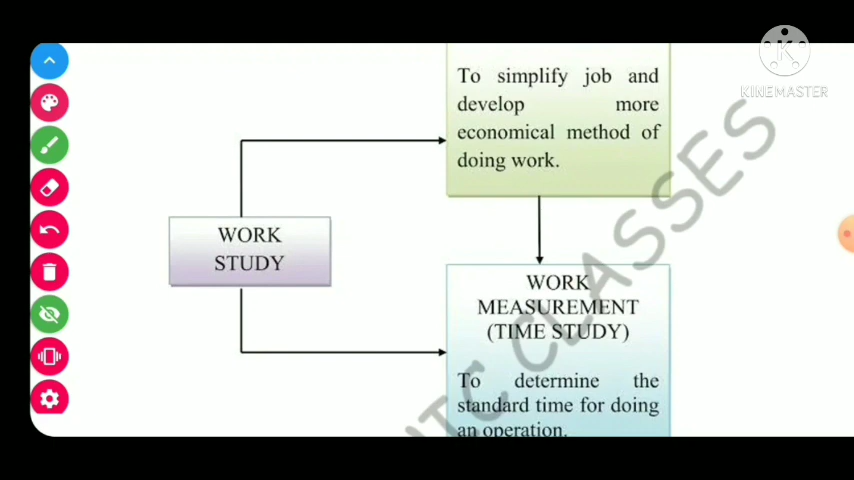 To simplify job and
develop more
economical method of
doing work.
K
KINEMASTER
WORK
STUDY
WORK
MEASUREMENT
(TIME STUDY)
To determine the
standard time for doing
an operation.
CLASSES